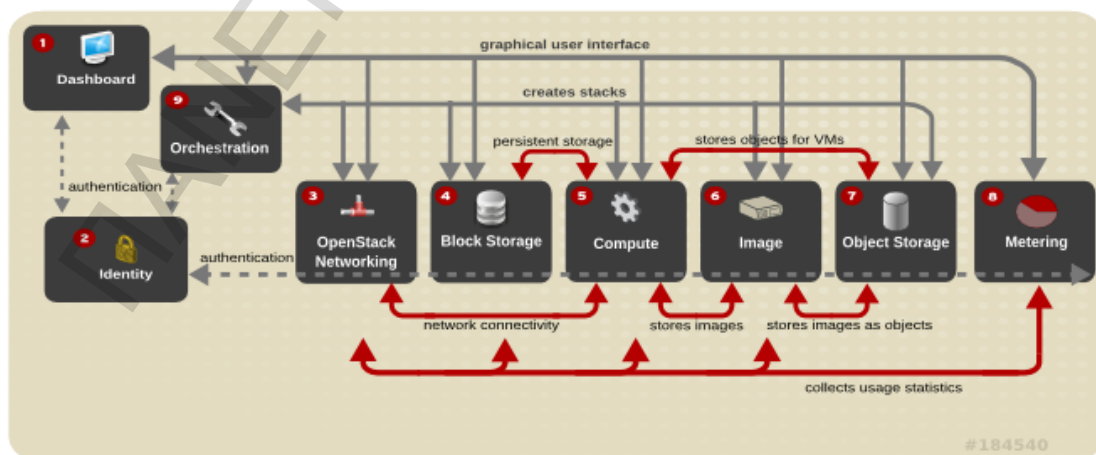 1
Dashboard
graphical user interface
9
Orchestration
creates stacks
persistent storage
stores objects for VMs
authentication
2
Identity
authentication
3
OpenStack
Networking
4
Block Storage
5
Compute
6
Image
7
Object Storage
8
Metering
network connectivity
stores images
stores images as objects
collects usage statistics
#184540